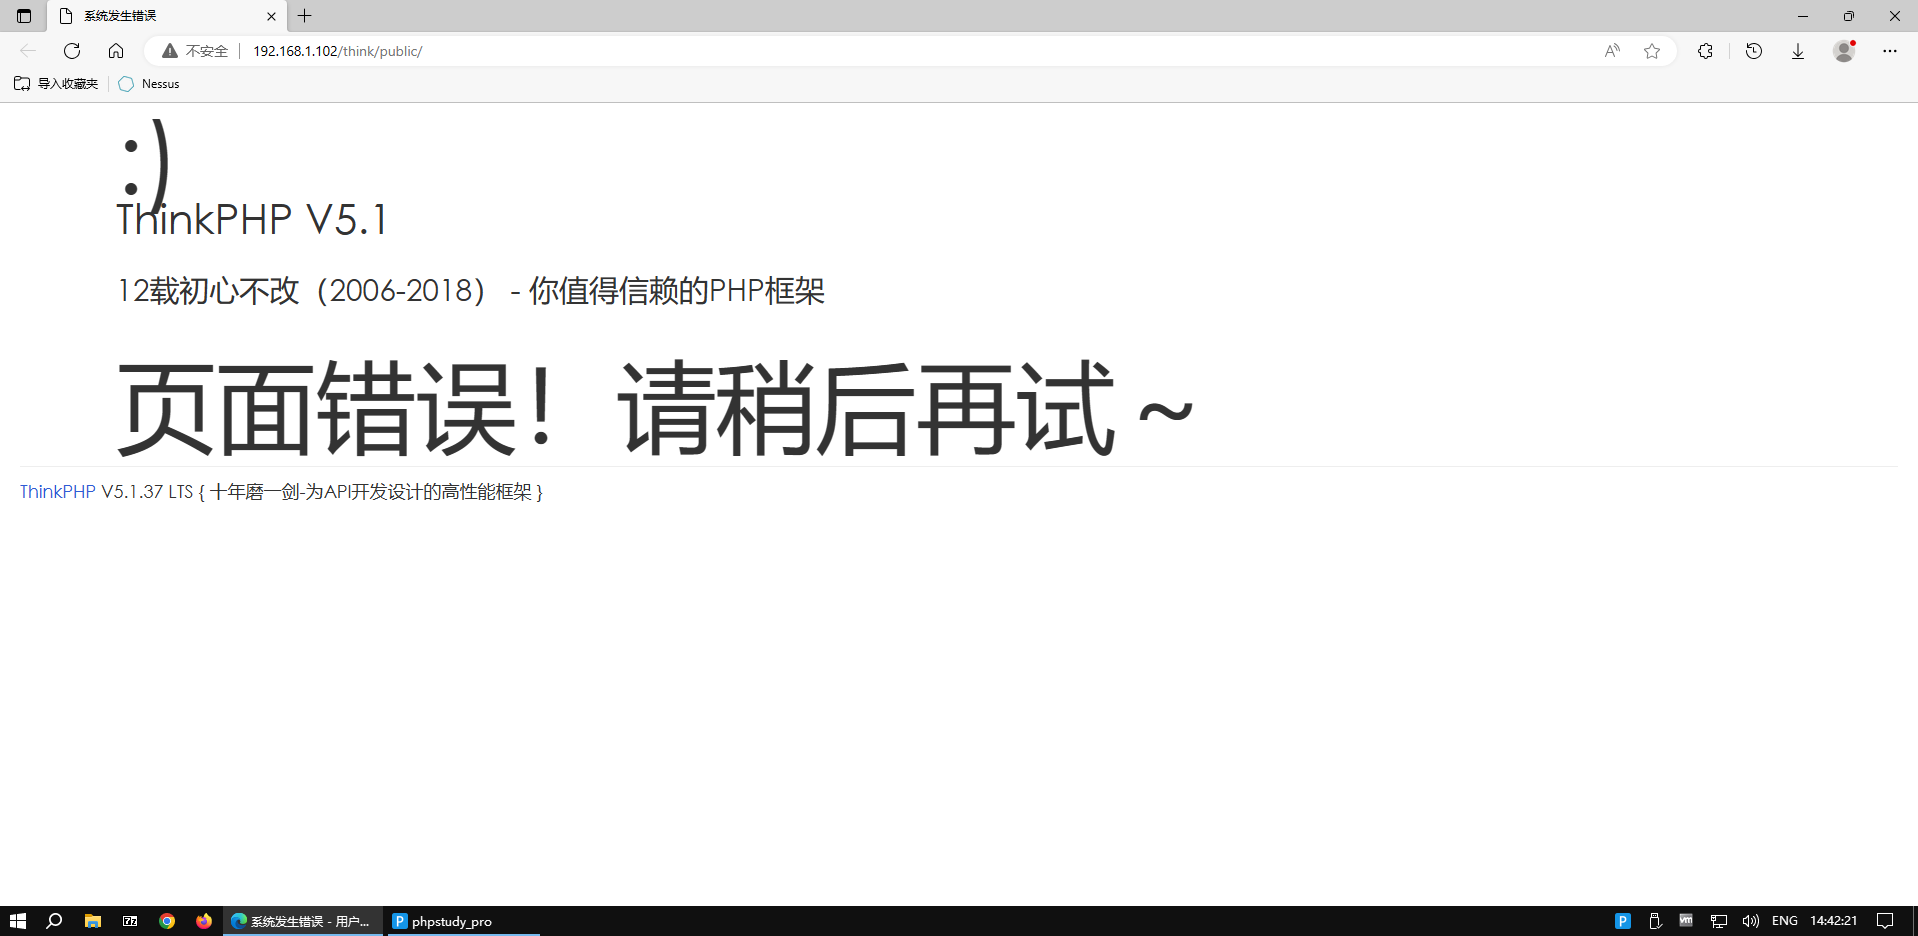 系统发生错误
不安全
192.168.1.102/think/public/
导入收藏夹
Nessus
:)
ThinkPHP V5.1
12载初心不改（2006-2018） - 你值得信赖的PHP框架
页面错误！请稍后再试～
ThinkPHP V5.1.37 LTS { 十年磨一剑-为API开发设计的高性能框架 }
系统发生错误 - 用户...
phpstudy_pro
ENG
14:42:21